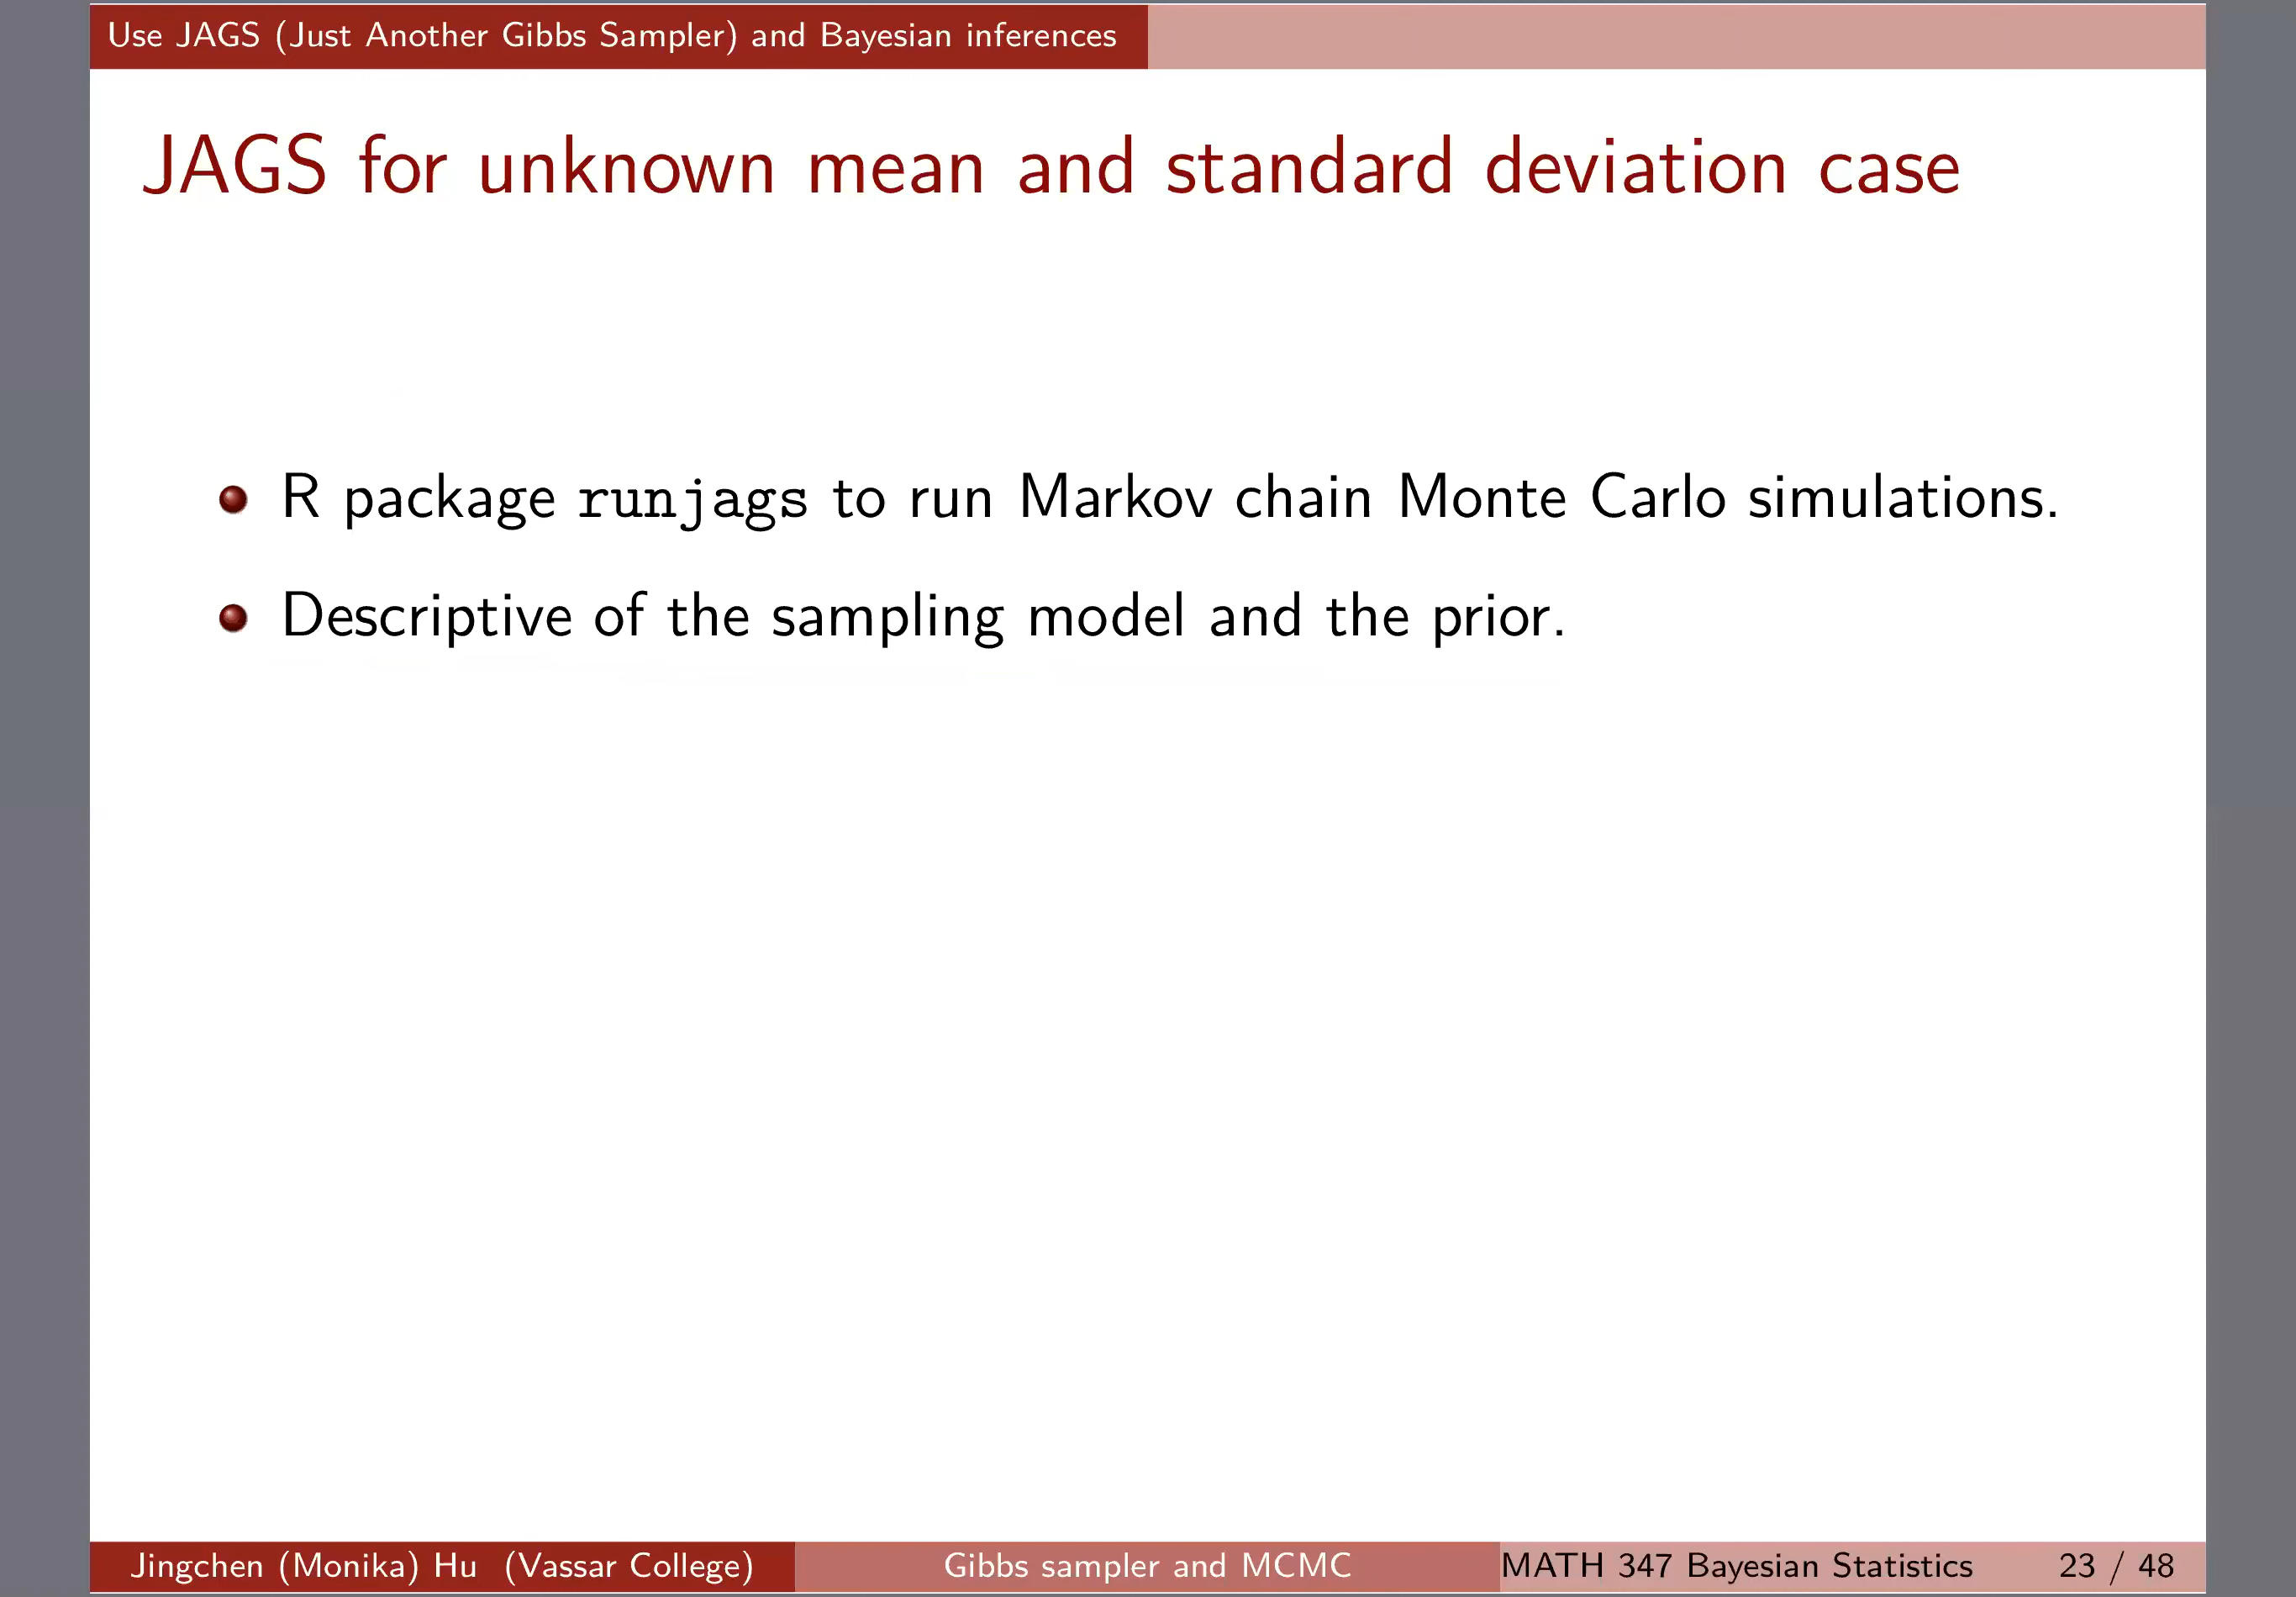 Use JAGS (Just Another Gibbs Sampler) and Bayesian inferences
JAGS for unknown mean and standard deviation case
R package runjags to run Markov chain Monte Carlo simulations.
Descriptive of the sampling model and the prior.
Jingchen (Monika) Hu (Vassar College) Gibbs sampler and MCMC MATH 347 Bayesian Statistics 23 / 48